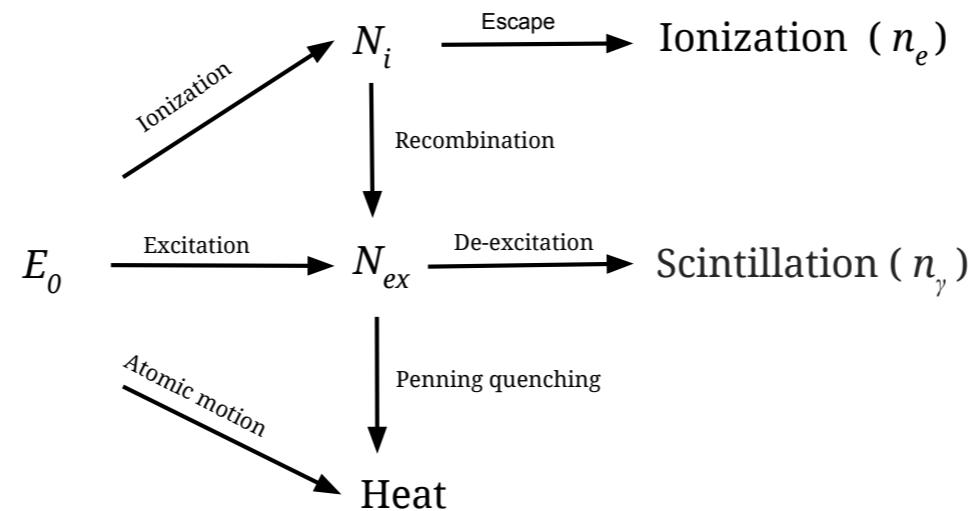 Ionization
N_i
Escape
Ionization ( n_e )
Recombination
E_0
Excitation
N_ex
De-excitation
Scintillation ( n_γ )
Atomic motion
Penning quenching
Heat